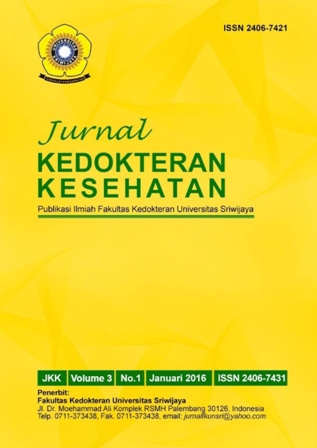 ISSN 2406-7421
Jurnal
KEDOKTERAN
KESEHATAN
Publikasi Ilmiah Fakultas Kedokteran Universitas Sriwijaya
JKK Volume 3 No.1 Januari 2016 ISSN 2406-7431
Penerbit:
Fakultas Kedokteran Universitas Sriwijaya
Jl. Dr. Moehammad Ali Komplek RSMH Palembang 30126, Indonesia
Telp. 0711-373438, Fak. 0711-373438, email: jurnalfkunsri@yahoo.com